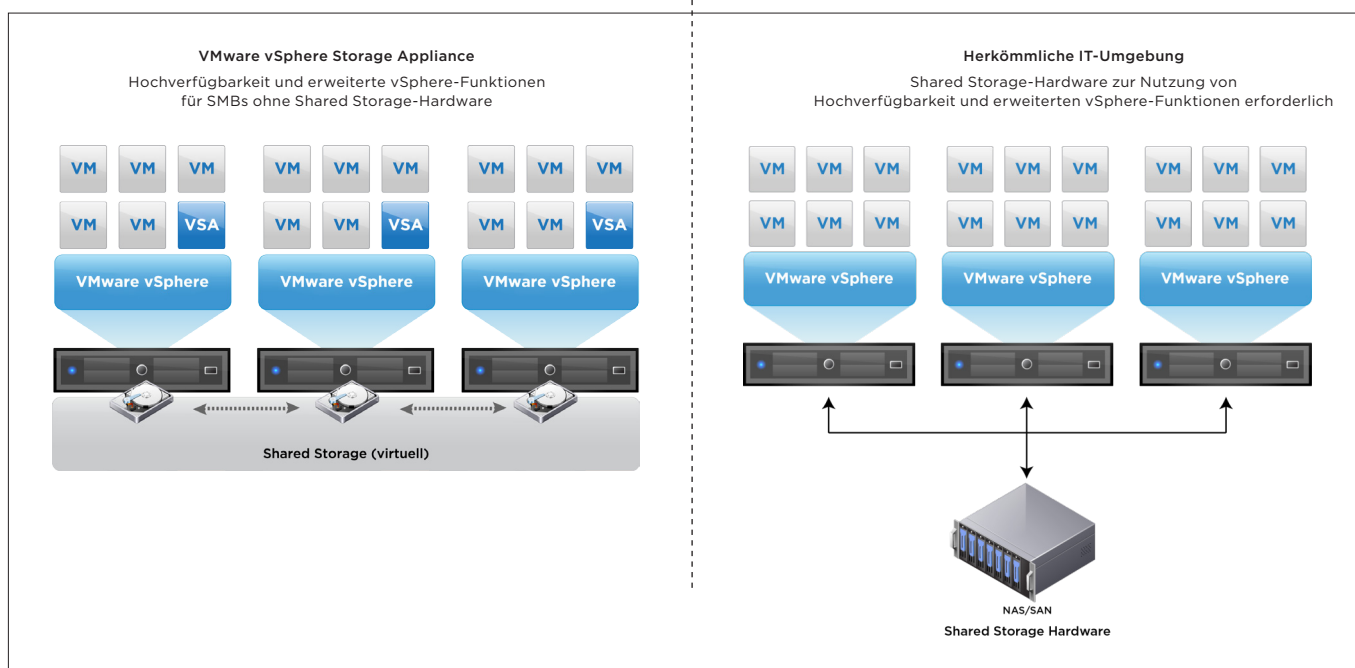 VMware vSphere Storage Appliance
Hochverfügbarkeit und erweiterte vSphere-Funktionen
für SMBs ohne Shared Storage-Hardware
VM VM VM VM VM VM VM VM VM
VM VM VSA VM VM VSA VM VM VSA
VMware vSphere VMware vSphere VMware vSphere
Shared Storage (virtuell)
Herkömmliche IT-Umgebung
Shared Storage-Hardware zur Nutzung von
Hochverfügbarkeit und erweiterten vSphere-Funktionen erforderlich
VM VM VM VM VM VM VM VM VM
VM VM VM VM VM VM VM VM VM
VMware vSphere VMware vSphere VMware vSphere
NAS/SAN
Shared Storage Hardware